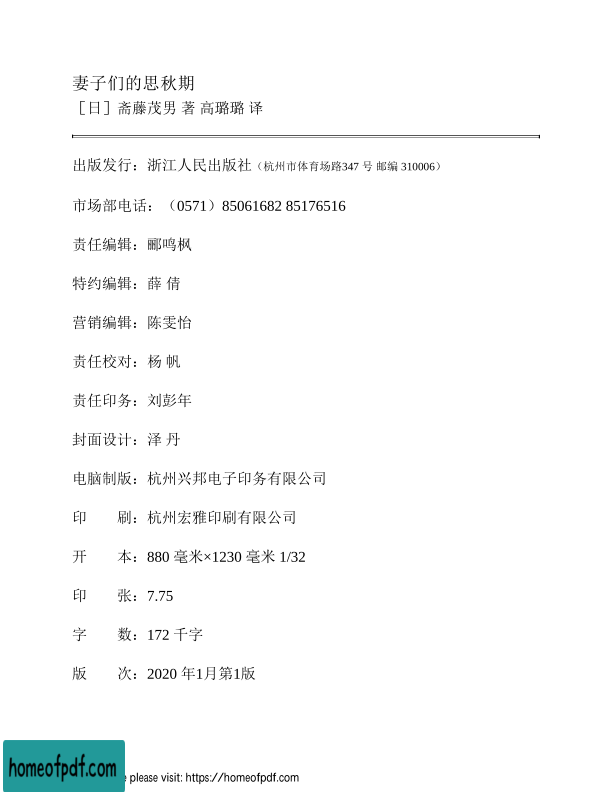 妻子们的思秋期
［日］斋藤茂男 著 高璐璐 译
出版发行：浙江人民出版社（杭州市体育场路347 号 邮编 310006）
市场部电话：（0571）85061682 85176516
责任编辑：郦鸣枫
特约编辑：薛 倩
营销编辑：陈雯怡
责任校对：杨 帆
责任印务：刘彭年
封面设计：泽 丹
电脑制版：杭州兴邦电子印务有限公司
印　　刷：杭州宏雅印刷有限公司
开　　本：880 毫米×1230 毫米 1/32
印　　张：7.75
字　　数：172 千字
版　　次：2020 年1月第1版
homeofpdf.com
please visit: https://homeofpdf.com